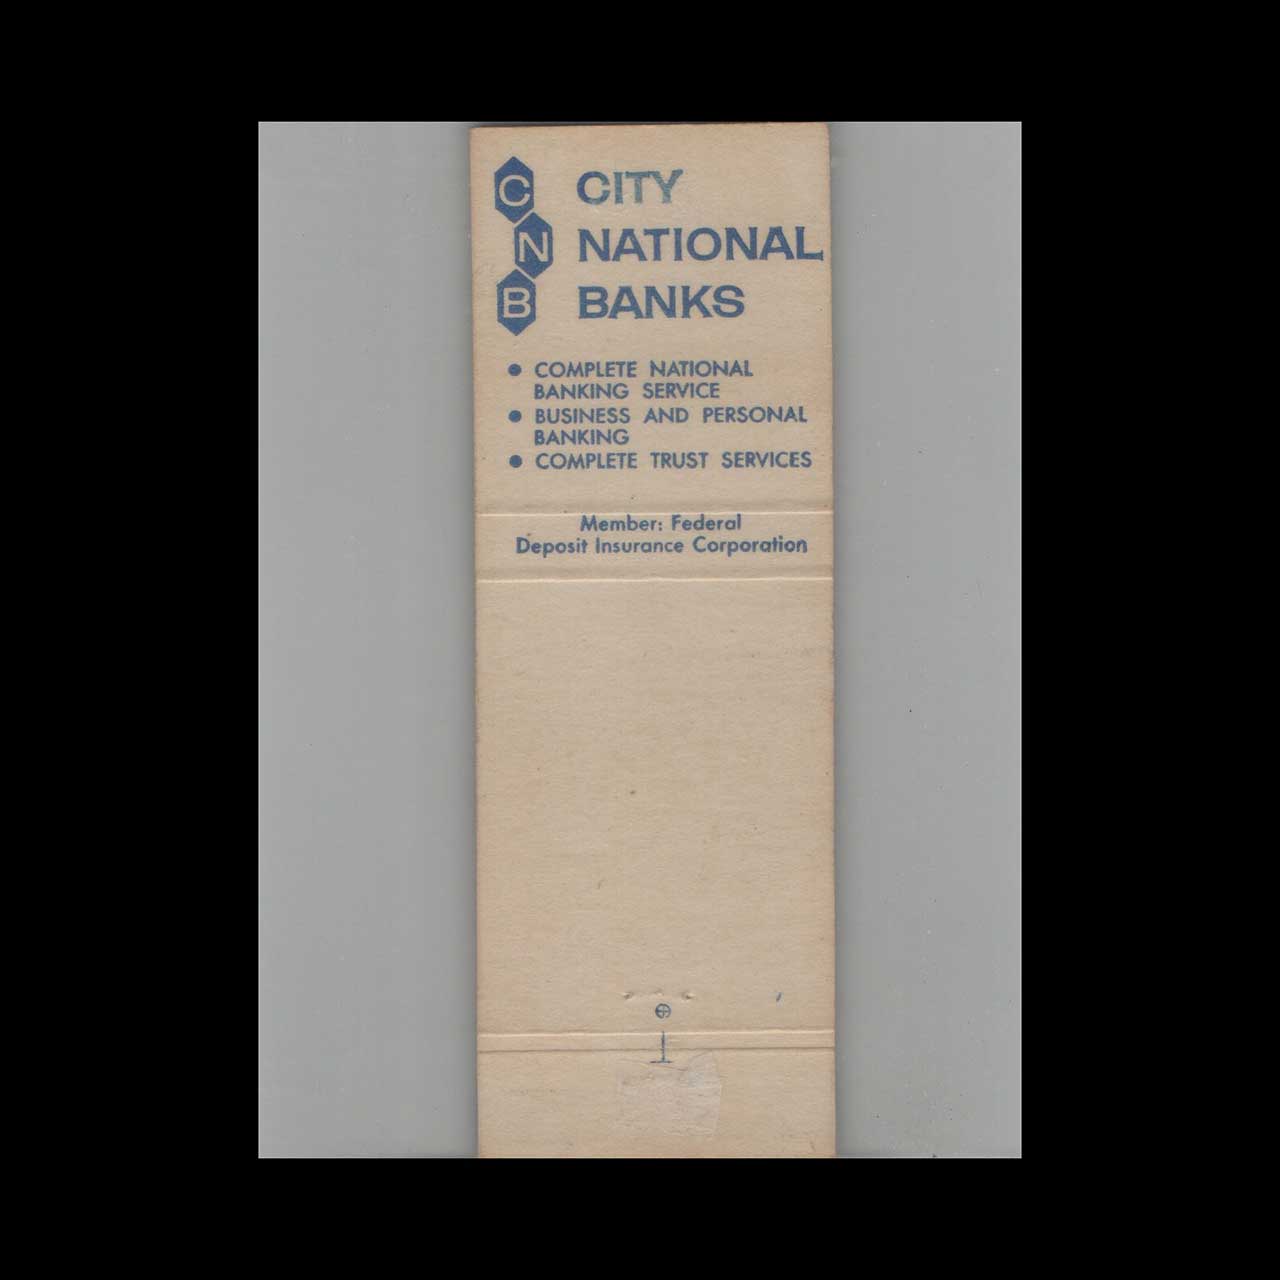 C
N
B
CITY
NATIONAL
BANKS
• COMPLETE NATIONAL
BANKING SERVICE
• BUSINESS AND PERSONAL
BANKING
• COMPLETE TRUST SERVICES
Member: Federal
Deposit Insurance Corporation